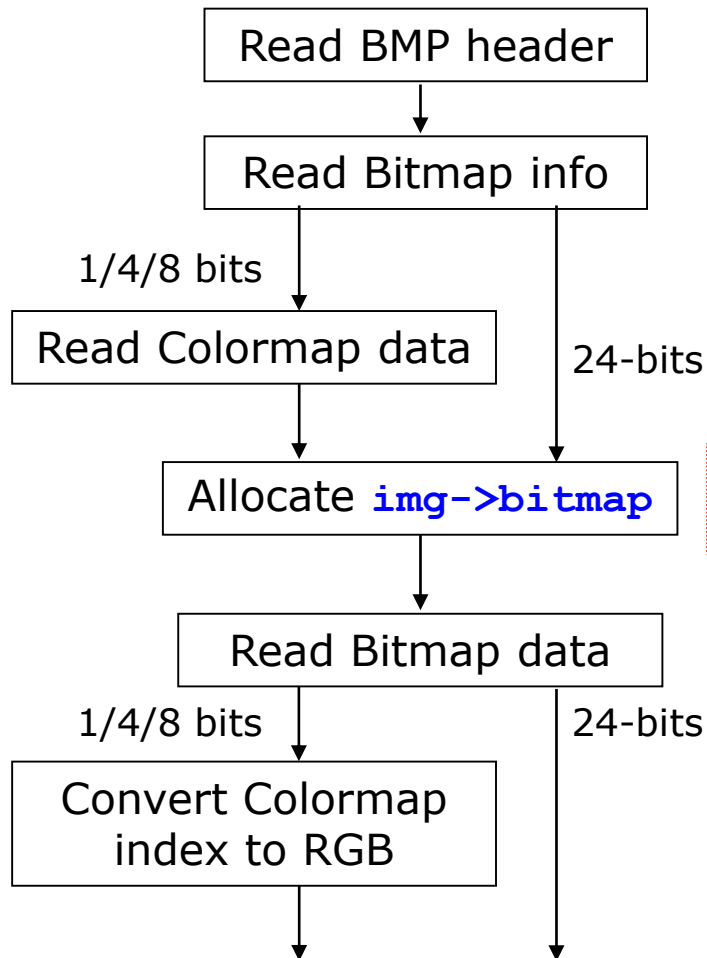 Read BMP header
Read Bitmap info
1/4/8 bits
Read Colormap data
24-bits
Allocate img->bitmap
Read Bitmap data
1/4/8 bits
24-bits
Convert Colormap
index to RGB